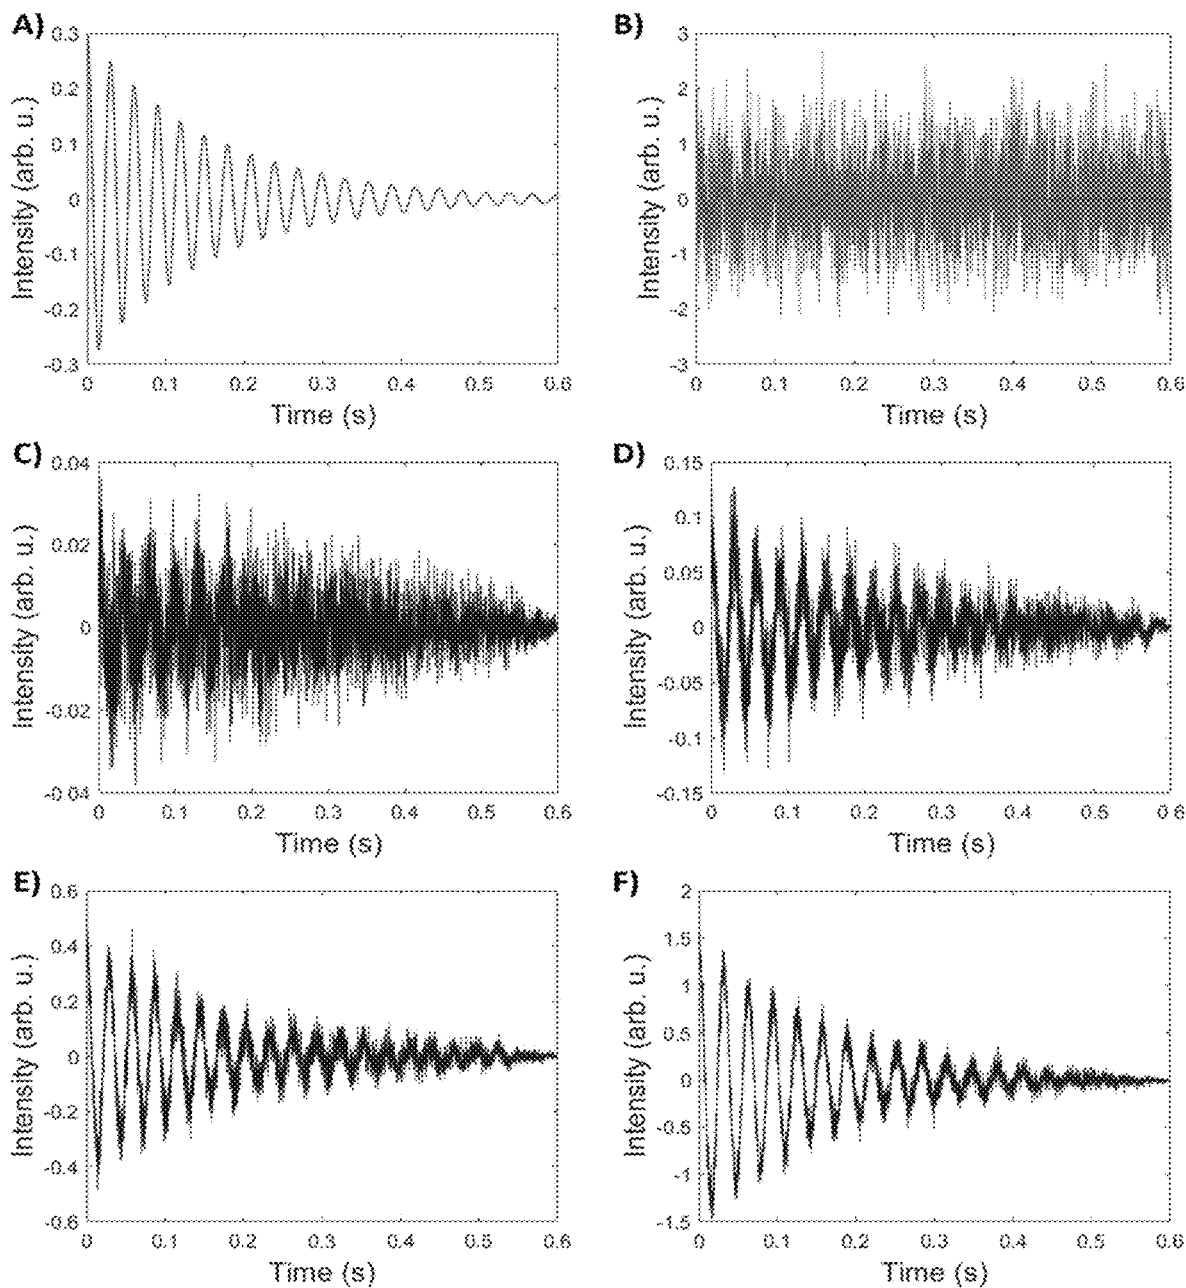 A)
0.3
0.2
0.1
0
-0.1
-0.2
-0.3
Intensity (arb. u.)
0 0.1 0.2 0.3 0.4 0.5 0.6
Time (s)
B)
3
2
1
0
-1
-2
-3
Intensity (arb. u.)
0 0.1 0.2 0.3 0.4 0.5 0.6
Time (s)
C)
0.04
0.02
0
-0.02
-0.04
Intensity (arb. u.)
0 0.1 0.2 0.3 0.4 0.5 0.6
Time (s)
D)
0.15
0.1
0.05
0
-0.05
-0.1
-0.15
Intensity (arb. u.)
0 0.1 0.2 0.3 0.4 0.5 0.6
Time (s)
E)
0.6
0.4
0.2
0
-0.2
-0.4
-0.6
Intensity (arb. u.)
0 0.1 0.2 0.3 0.4 0.5 0.6
Time (s)
F)
2
1.5
1
0.5
0
-0.5
-1
-1.5
Intensity (arb. u.)
0 0.1 0.2 0.3 0.4 0.5 0.6
Time (s)